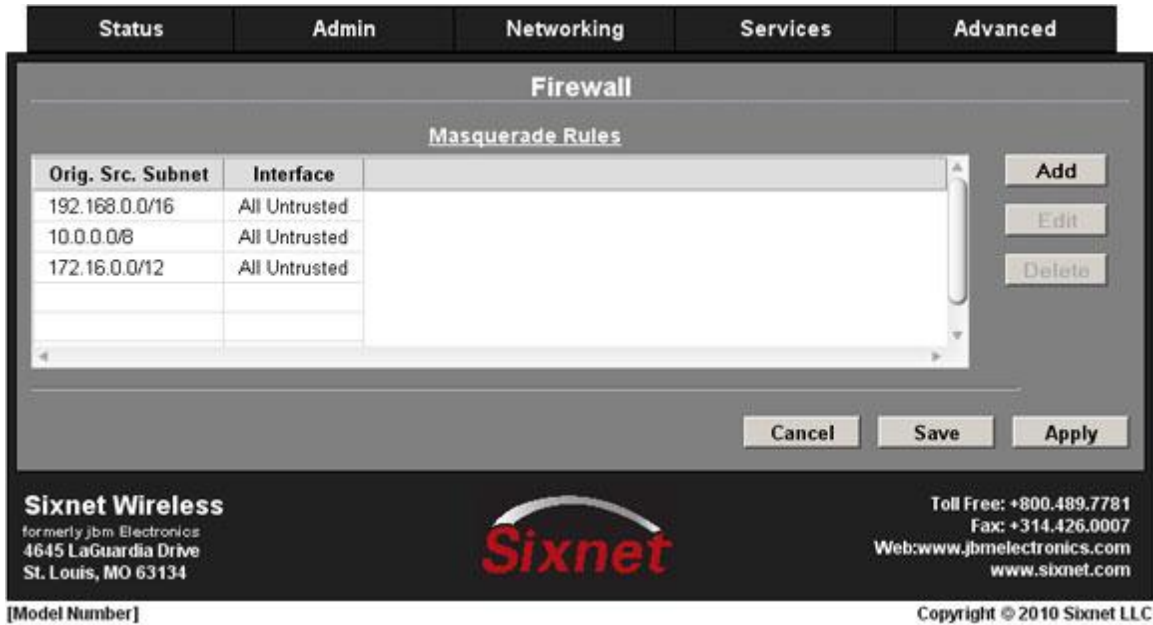 Status Admin Networking Services Advanced
Firewall
Masquerade Rules
Orig. Src. Subnet Interface
192.168.0.0/16 All Untrusted
10.0.0.0/8 All Untrusted
172.16.0.0/12 All Untrusted
Add
Edit
Delete
Cancel Save Apply
Sixnet Wireless
formerly jbm Electronics
4645 LaGuardia Drive
St. Louis, MO 63134
Sixnet
Toll Free: +800.489.7781
Fax: +314.426.0007
Web:www.jbmelectronics.com
www.sixnet.com
[Model Number]
Copyright © 2010 Sixnet LLC